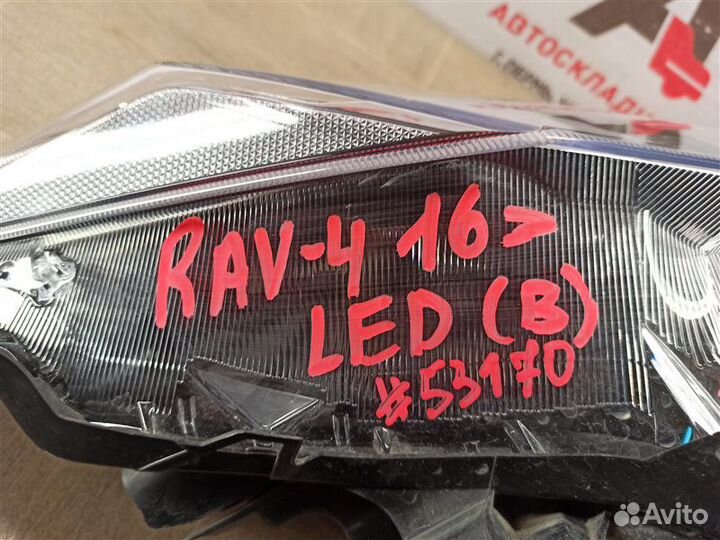 АВТОСКЛАД
RAV-4 16>
LED (B)
#53170
Avito